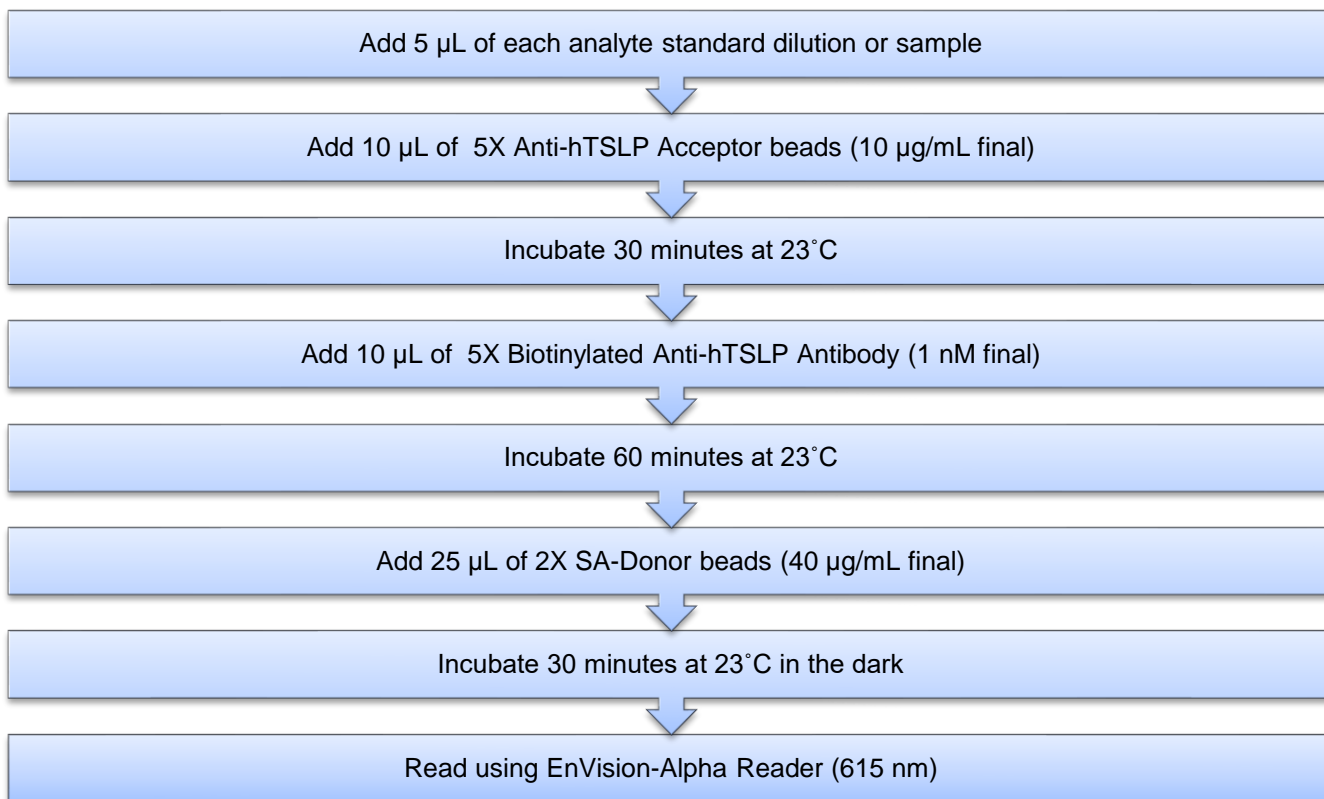 Add 5 µL of each analyte standard dilution or sample
Add 10 µL of  5X Anti-hTSLP Acceptor beads (10 µg/mL final)
Incubate 30 minutes at 23˚C
Add 10 µL of  5X Biotinylated Anti-hTSLP Antibody (1 nM final)
Incubate 60 minutes at 23˚C
Add 25 µL of 2X SA-Donor beads (40 µg/mL final)
Incubate 30 minutes at 23˚C in the dark
Read using EnVision-Alpha Reader (615 nm)